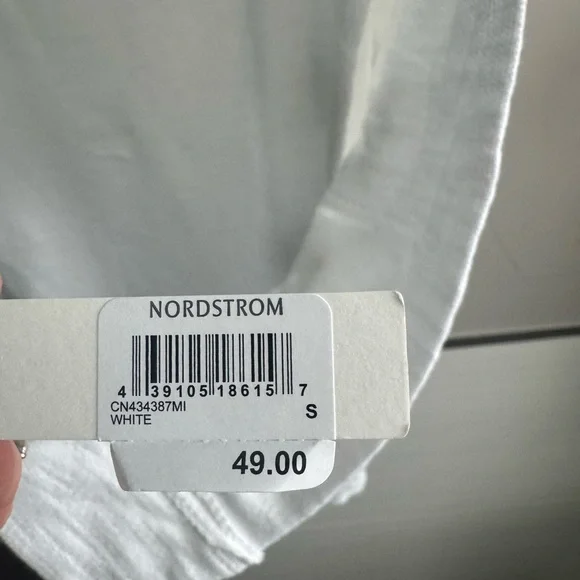 NORDSTROM
4 39105 18615 7
CN434387MI
WHITE
S
49.00